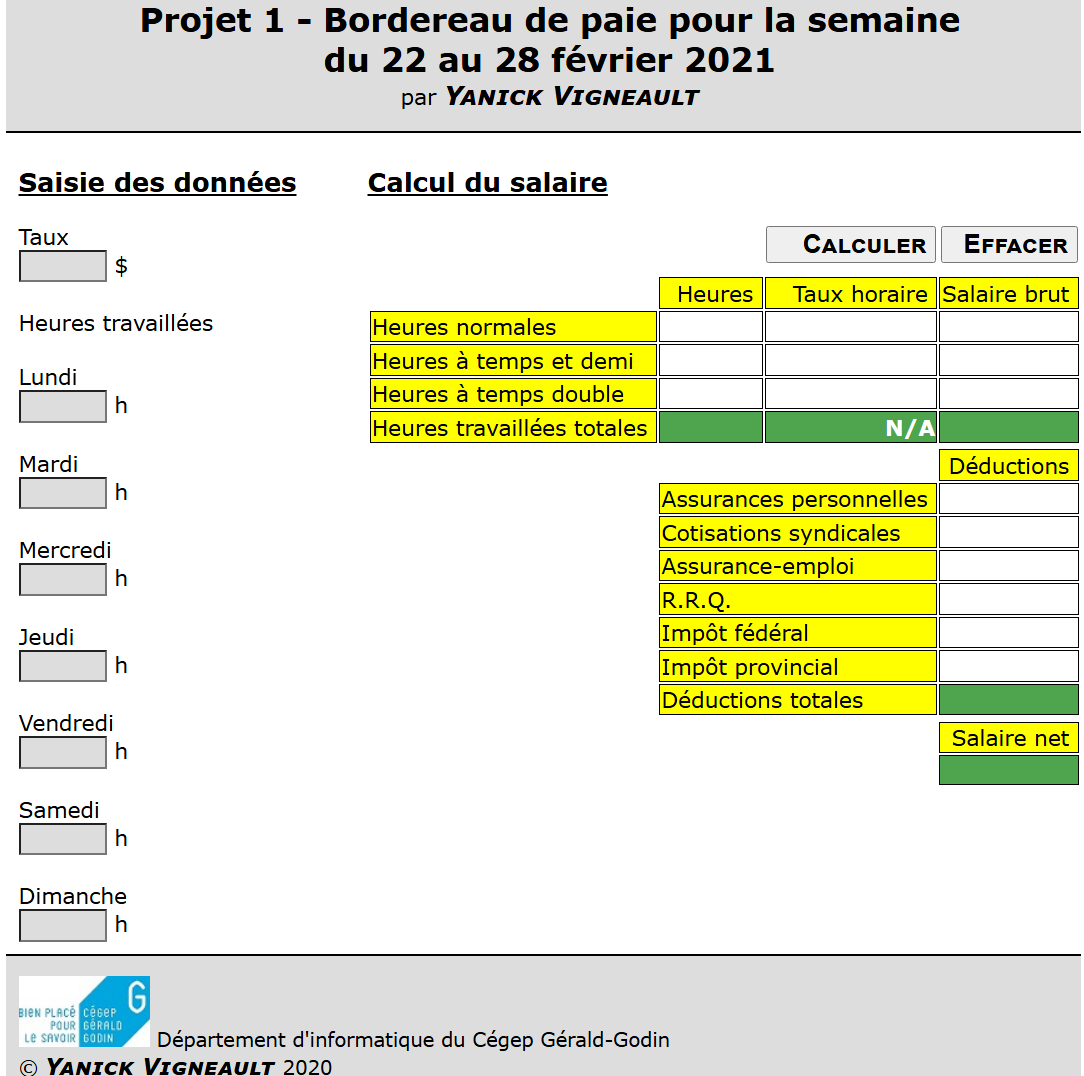 Projet 1 - Bordereau de paie pour la semaine
du 22 au 28 février 2021
par YANICK VIGNEAULT
Saisie des données
Taux
$
Heures travaillées
Lundi
h
Mardi
h
Mercredi
h
Jeudi
h
Vendredi
h
Samedi
h
Dimanche
h
Calcul du salaire
CALCULER EFFACER
Heures Taux horaire Salaire brut
Heures normales
Heures à temps et demi
Heures à temps double
Heures travaillées totales N/A
Déductions
Assurances personnelles
Cotisations syndicales
Assurance-emploi
R.R.Q.
Impôt fédéral
Impôt provincial
Déductions totales
Salaire net
BIEN PLACÉ
POUR
LE SAVOIR
G
CÉGEP
GÉRALD
GODIN
Département d'informatique du Cégep Gérald-Godin
© YANICK VIGNEAULT 2020